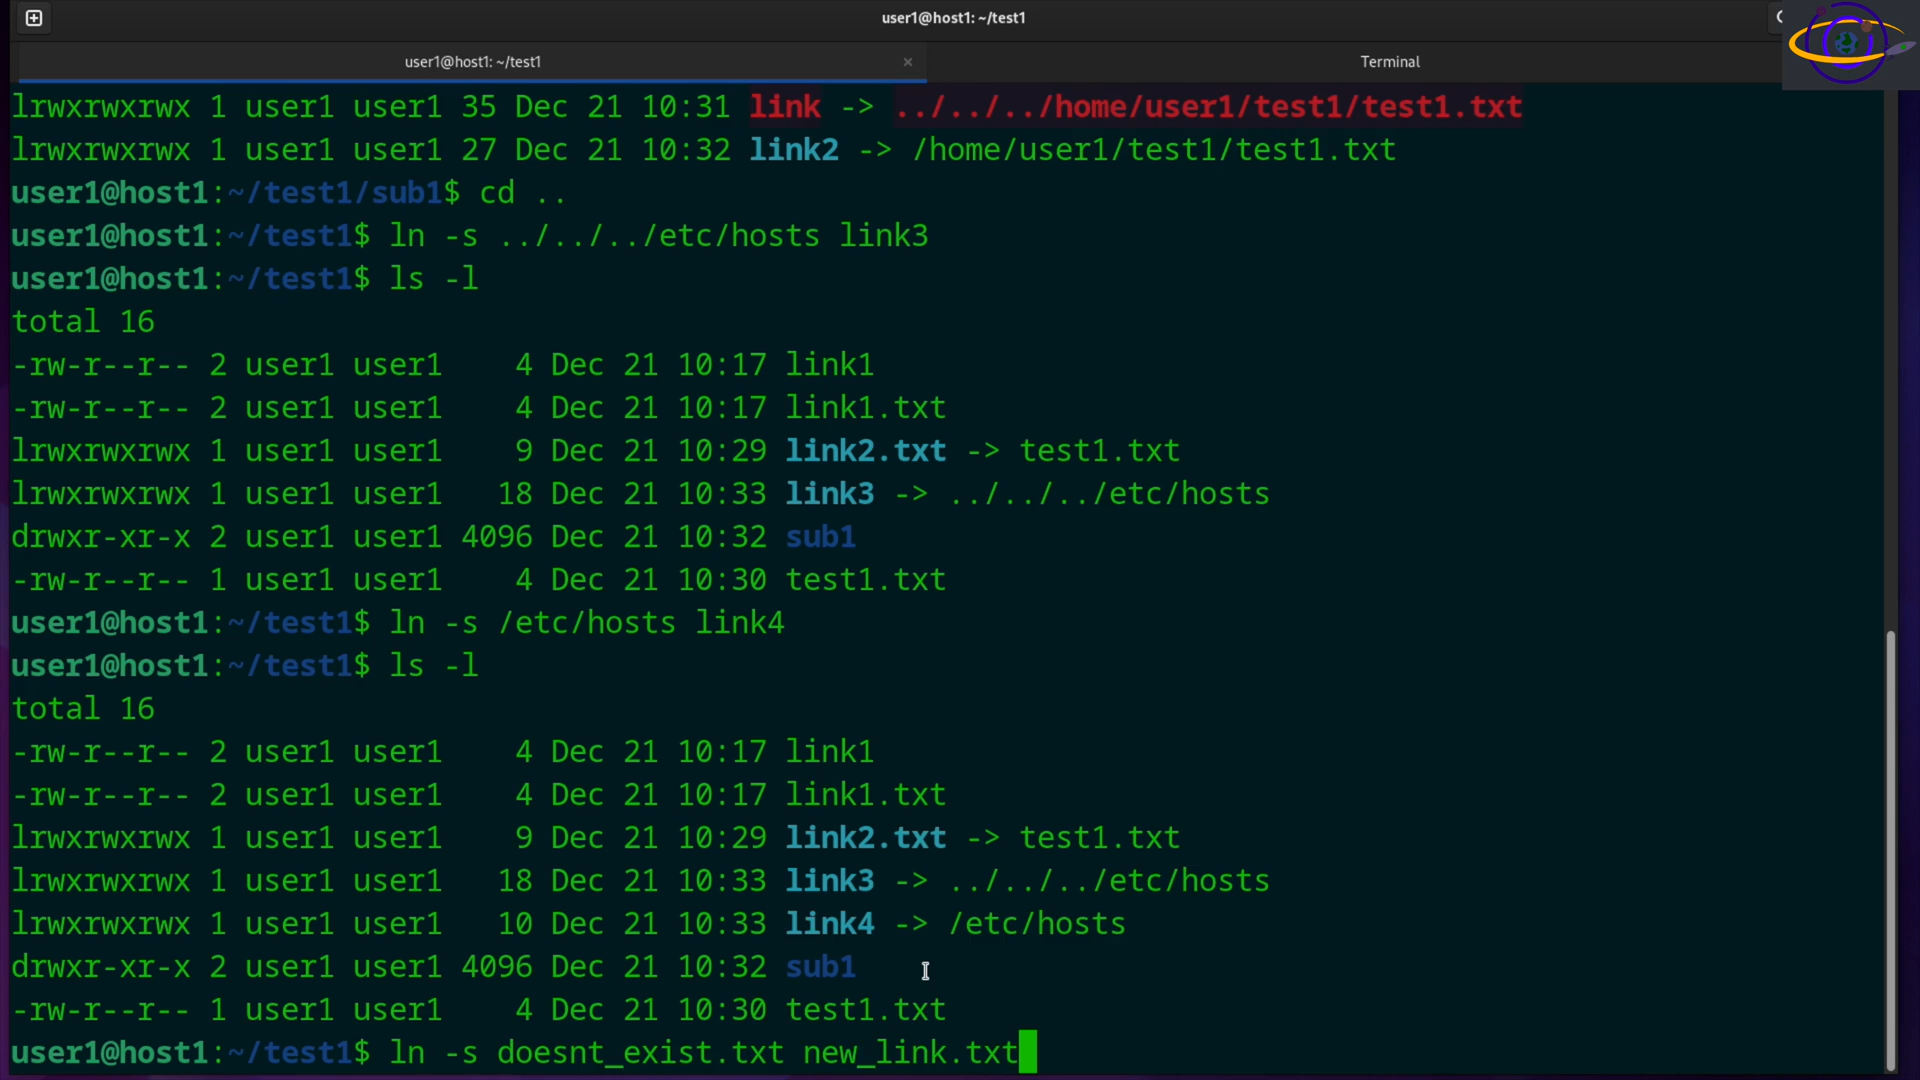 user1@host1: ~/test1
user1@host1: ~/test1 × Terminal
lrwxrwxrwx 1 user1 user1 35 Dec 21 10:31 link -> ../../../home/user1/test1/test1.txt
lrwxrwxrwx 1 user1 user1 27 Dec 21 10:32 link2 -> /home/user1/test1/test1.txt
user1@host1:~/test1/sub1$ cd ..
user1@host1:~/test1$ ln -s ../../../etc/hosts link3
user1@host1:~/test1$ ls -l
total 16
-rw-r--r-- 2 user1 user1    4 Dec 21 10:17 link1
-rw-r--r-- 2 user1 user1    4 Dec 21 10:17 link1.txt
lrwxrwxrwx 1 user1 user1    9 Dec 21 10:29 link2.txt -> test1.txt
lrwxrwxrwx 1 user1 user1   18 Dec 21 10:33 link3 -> ../../../etc/hosts
drwxr-xr-x 2 user1 user1 4096 Dec 21 10:32 sub1
-rw-r--r-- 1 user1 user1    4 Dec 21 10:30 test1.txt
user1@host1:~/test1$ ln -s /etc/hosts link4
user1@host1:~/test1$ ls -l
total 16
-rw-r--r-- 2 user1 user1    4 Dec 21 10:17 link1
-rw-r--r-- 2 user1 user1    4 Dec 21 10:17 link1.txt
lrwxrwxrwx 1 user1 user1    9 Dec 21 10:29 link2.txt -> test1.txt
lrwxrwxrwx 1 user1 user1   18 Dec 21 10:33 link3 -> ../../../etc/hosts
lrwxrwxrwx 1 user1 user1   10 Dec 21 10:33 link4 -> /etc/hosts
drwxr-xr-x 2 user1 user1 4096 Dec 21 10:32 sub1
-rw-r--r-- 1 user1 user1    4 Dec 21 10:30 test1.txt
user1@host1:~/test1$ ln -s doesnt_exist.txt new_link.txt